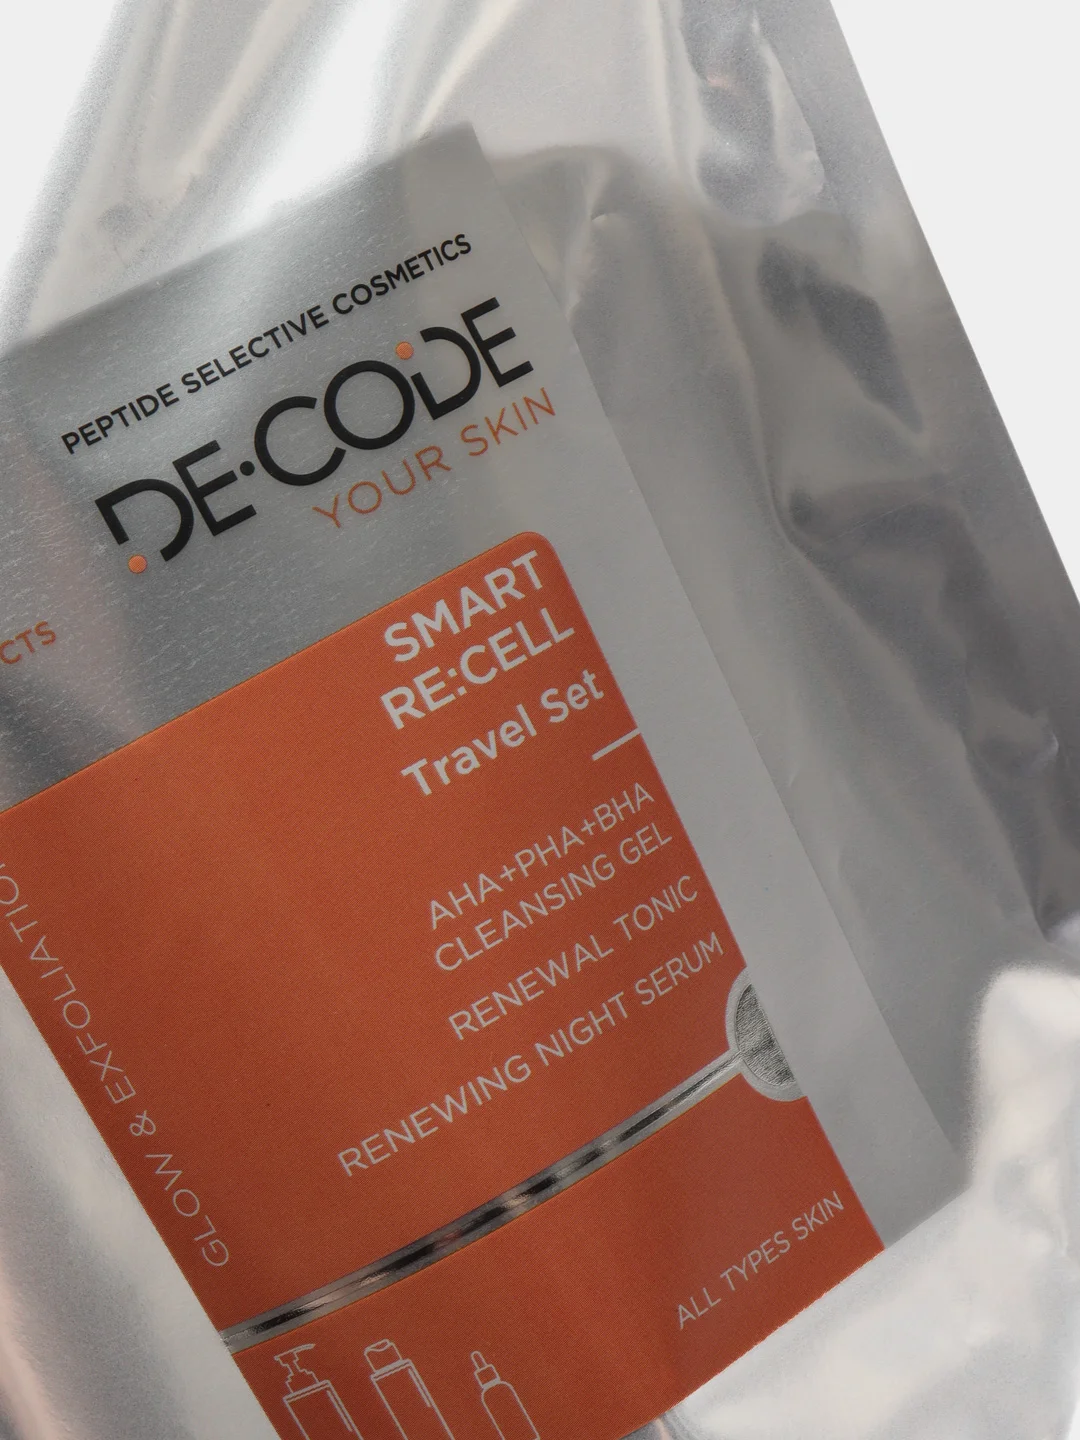 PEPTIDE SELECTIVE COSMETICS
DE·CODE
YOUR SKIN
SMART
RE:CELL
Travel Set
AHA+PHA+BHA
CLEANSING GEL
RENEWAL TONIC
RENEWING NIGHT SERUM
GLOW & EXFOLIATION
ALL TYPES SKIN